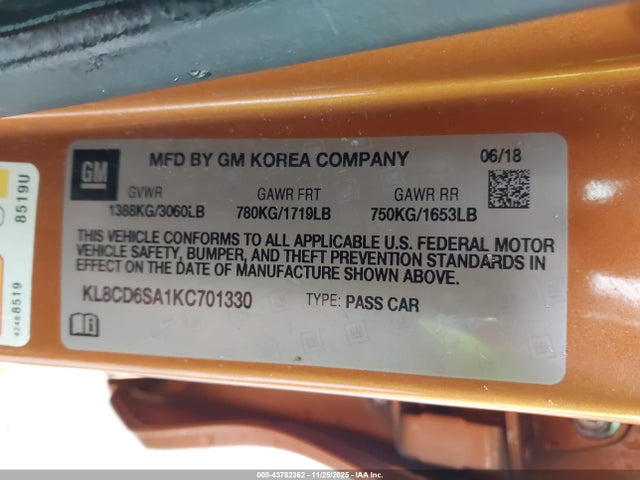 GM
MFD BY GM KOREA COMPANY 06/18
GVWR GAWR FRT GAWR RR
1388KG/3060LB 780KG/1719LB 750KG/1653LB
THIS VEHICLE CONFORMS TO ALL APPLICABLE U.S. FEDERAL MOTOR
VEHICLE SAFETY, BUMPER, AND THEFT PREVENTION STANDARDS IN
EFFECT ON THE DATE OF MANUFACTURE SHOWN ABOVE.
KL8CD6SA1KC701330 TYPE: PASS CAR
8519U
42488519
000-43782362 - 11/25/2025 - IAA Inc.